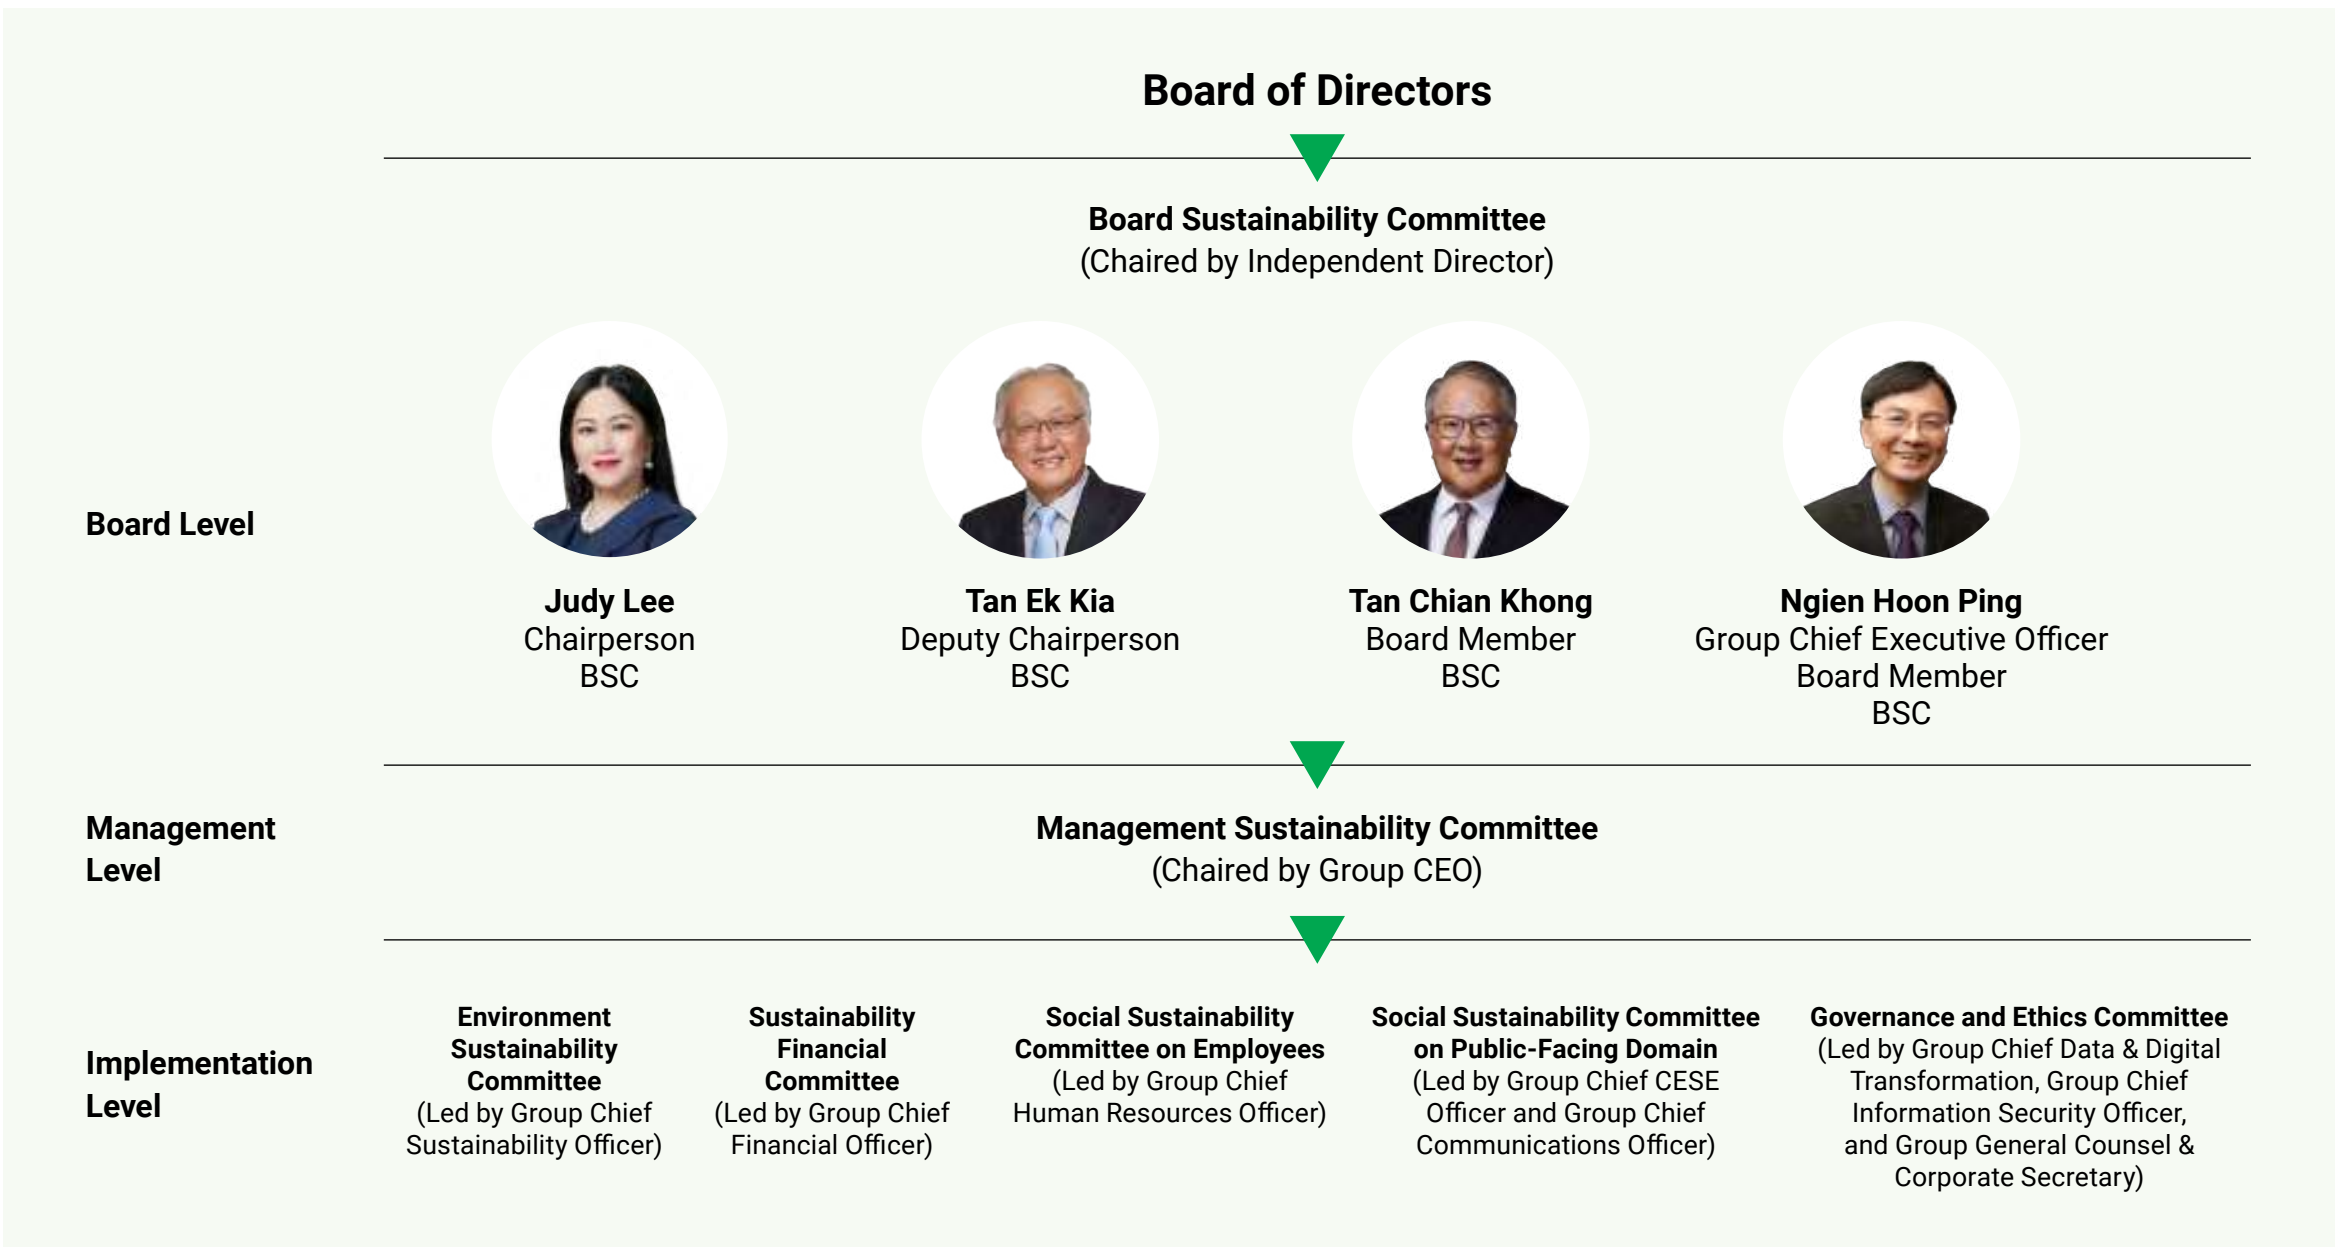 Board of Directors
Board Sustainability Committee
(Chaired by Independent Director)
Board Level
Judy Lee
Chairperson
BSC
Tan Ek Kia
Deputy Chairperson
BSC
Tan Chian Khong
Board Member
BSC
Ngien Hoon Ping
Group Chief Executive Officer
Board Member
BSC
Management
Level
Management Sustainability Committee
(Chaired by Group CEO)
Implementation
Level
Environment
Sustainability
Committee
(Led by Group Chief
Sustainability Officer)
Sustainability
Financial
Committee
(Led by Group Chief
Financial Officer)
Social Sustainability
Committee on Employees
(Led by Group Chief
Human Resources Officer)
Social Sustainability Committee
on Public-Facing Domain
(Led by Group Chief CESE
Officer and Group Chief
Communications Officer)
Governance and Ethics Committee
(Led by Group Chief Data & Digital
Transformation, Group Chief
Information Security Officer,
and Group General Counsel &
Corporate Secretary)